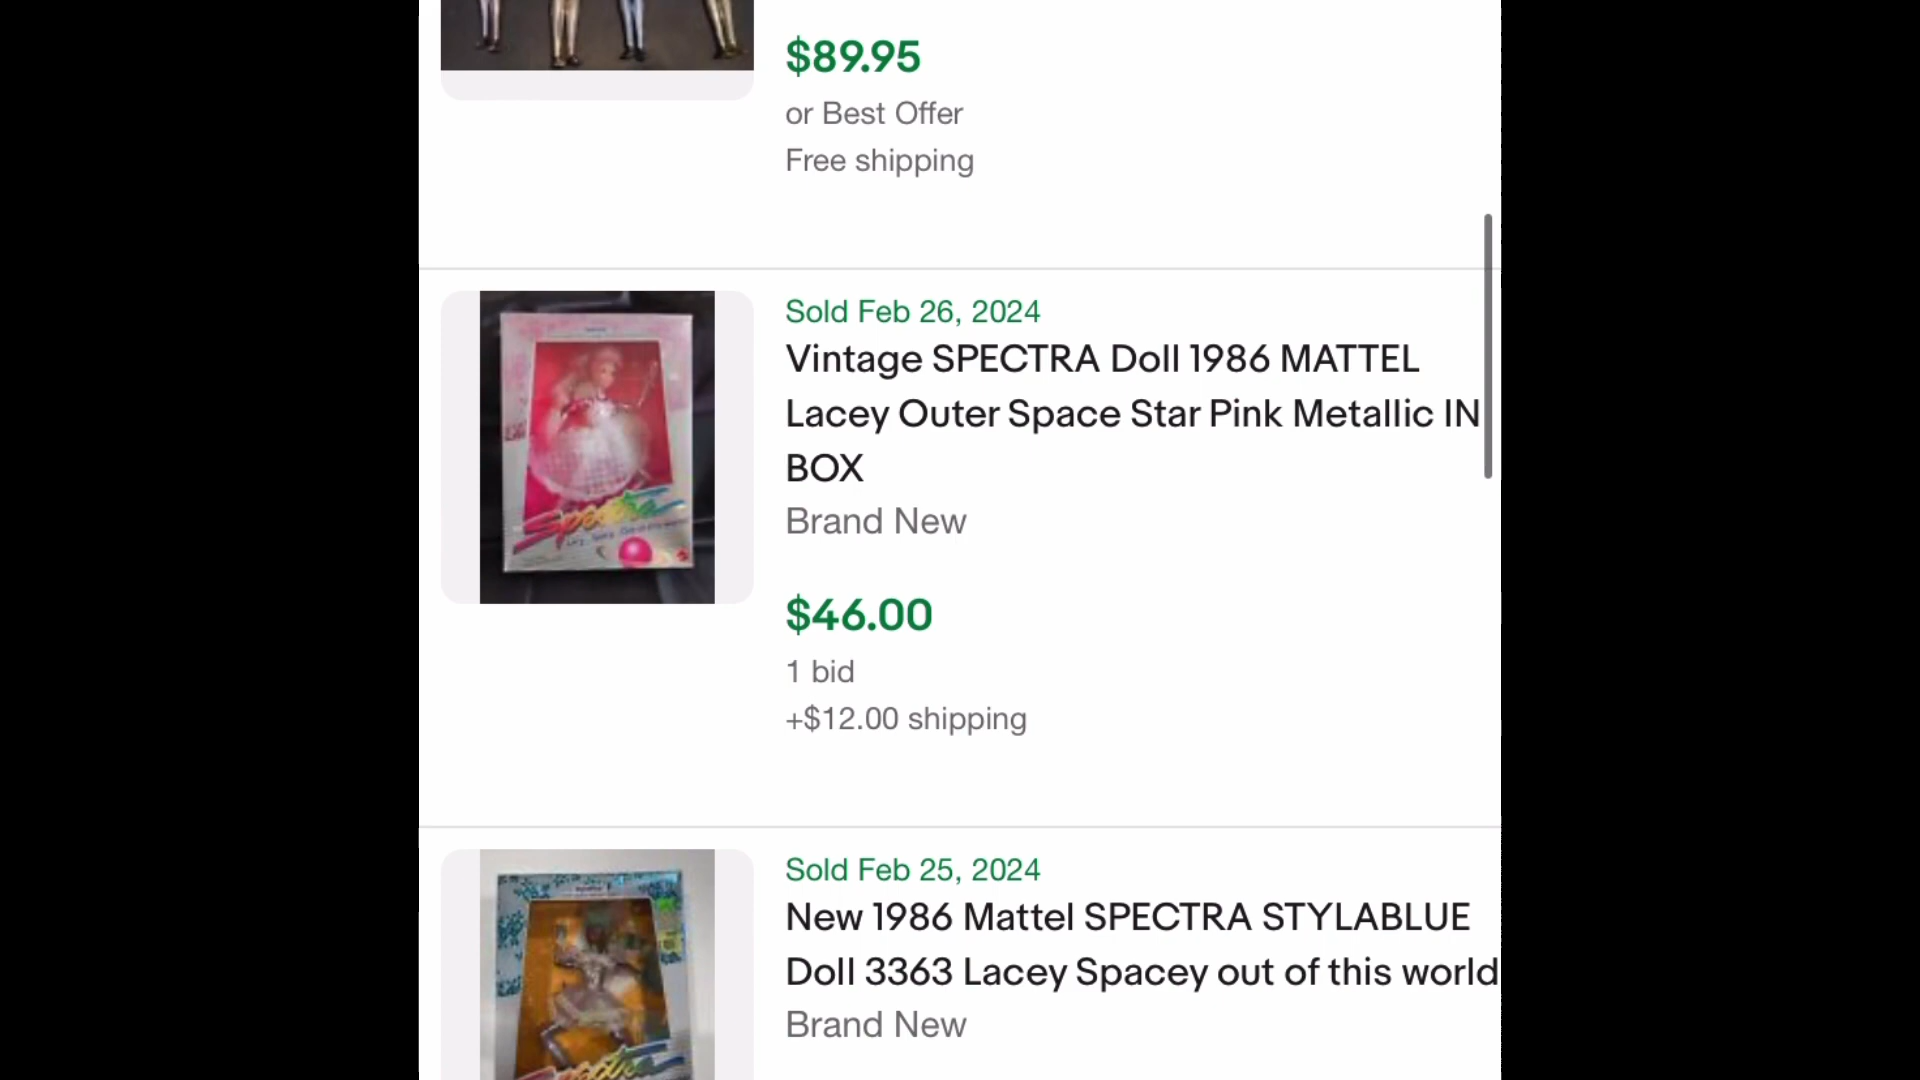 $89.95
or Best Offer
Free shipping
Sold Feb 26, 2024
Vintage SPECTRA Doll 1986 MATTEL
Lacey Outer Space Star Pink Metallic IN
BOX
Brand New
$46.00
1 bid
+$12.00 shipping
Spectra
Sold Feb 25, 2024
New 1986 Mattel SPECTRA STYLABLUE
Doll 3363 Lacey Spacey out of this world
Brand New
Spectra